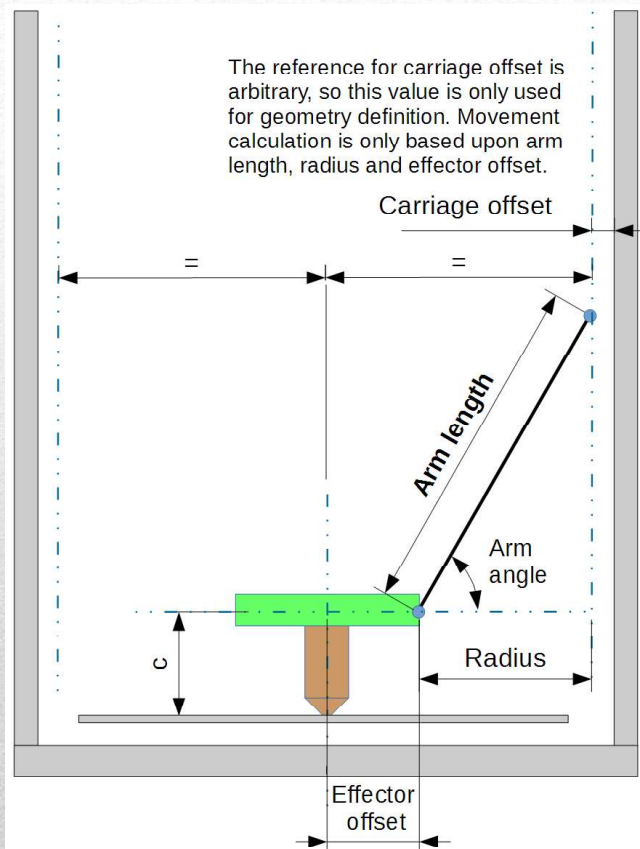 The reference for carriage offset is
arbitrary, so this value is only used
for geometry definition. Movement
calculation is only based upon arm
length, radius and effector offset.
Carriage offset
=
=
Arm length
Arm
angle
c
Radius
Effector
offset